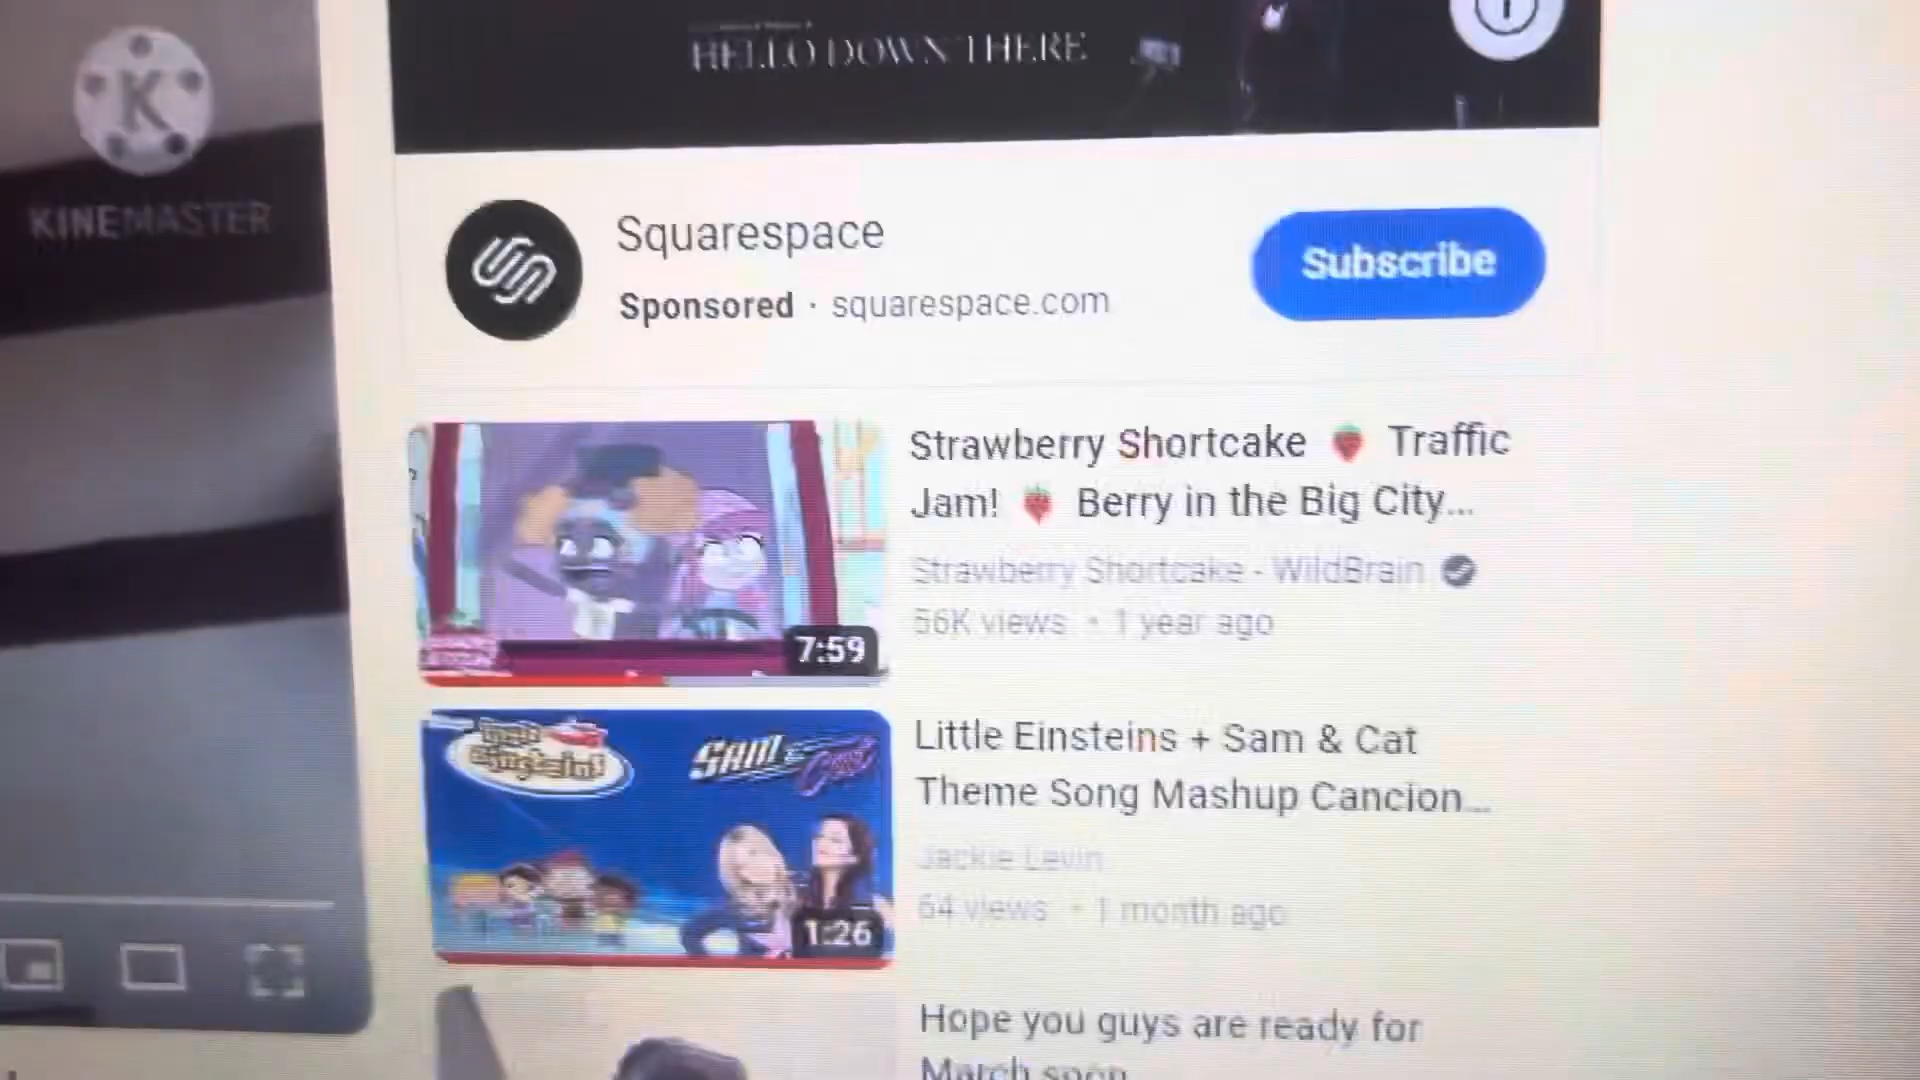 HELLO DOWN THERE
K
KINEMASTER
Squarespace
Subscribe
Sponsored · squarespace.com
Strawberry Shortcake 🍓 Traffic
Jam! 🍓 Berry in the Big City...
Strawberry Shortcake - WildBrain
56K views • 1 year ago
7:59
SAM & Cat
Little Einsteins + Sam & Cat
Theme Song Mashup Cancion...
Jackie Levin
64 views • 1 month ago
1:26
Hope you guys are ready for
March soon